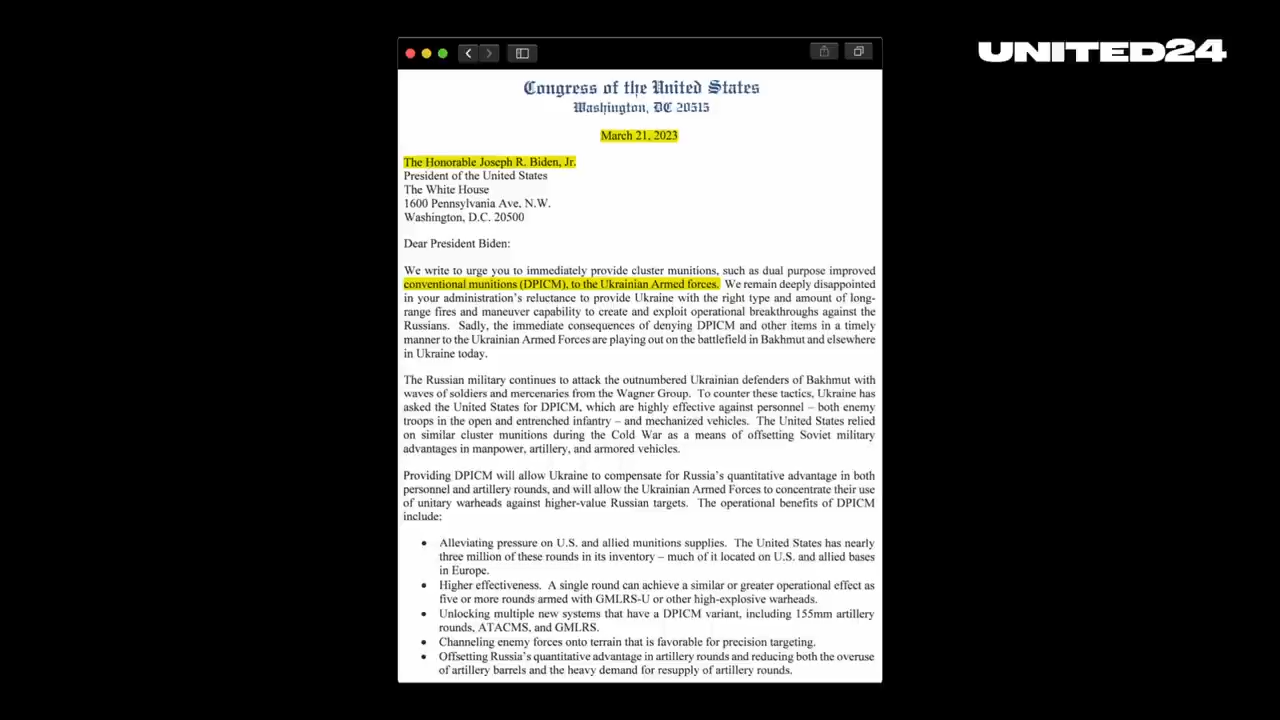 UNITED24
Congress of the United States
Washington, DC 20515
March 21, 2023
The Honorable Joseph R. Biden, Jr.
President of the United States
The White House
1600 Pennsylvania Ave, N.W.
Washington, D.C. 20500
Dear President Biden:
We write to urge you to immediately provide cluster munitions, such as dual purpose improved
conventional munitions (DPICM), to the Ukrainian Armed forces. We remain deeply disappointed
in your administration's reluctance to provide Ukraine with the right type and amount of long-
range fires and maneuver capability to create and exploit operational breakthroughs against the
Russians. Sadly, the immediate consequences of denying DPICM and other items in a timely
manner to the Ukrainian Armed Forces are playing out on the battlefield in Bakhmut and elsewhere
in Ukraine today.
The Russian military continues to attack the outnumbered Ukrainian defenders of Bakhmut with
waves of soldiers and mercenaries from the Wagner Group. To counter these tactics, Ukraine has
asked the United States for DPICM, which are highly effective against personnel – both enemy
troops in the open and entrenched infantry – and mechanized vehicles. The United States relied
on similar cluster munitions during the Cold War as a means of offsetting Soviet military
advantages in manpower, artillery, and armored vehicles.
Providing DPICM will allow Ukraine to compensate for Russia's quantitative advantage in both
personnel and artillery rounds, and will allow the Ukrainian Armed Forces to concentrate their use
of unitary warheads against higher-value Russian targets. The operational benefits of DPICM
include:
• Alleviating pressure on U.S. and allied munitions supplies. The United States has nearly
three million of these rounds in its inventory – much of it located on U.S. and allied bases
in Europe.
• Higher effectiveness. A single round can achieve a similar or greater operational effect as
five or more rounds armed with GMLRS-U or other high-explosive warheads.
• Unlocking multiple new systems that have a DPICM variant, including 155mm artillery
rounds, ATACMS, and GMLRS.
• Channeling enemy forces onto terrain that is favorable for precision targeting.
• Offsetting Russia's quantitative advantage in artillery rounds and reducing both the overuse
of artillery barrels and the heavy demand for resupply of artillery rounds.